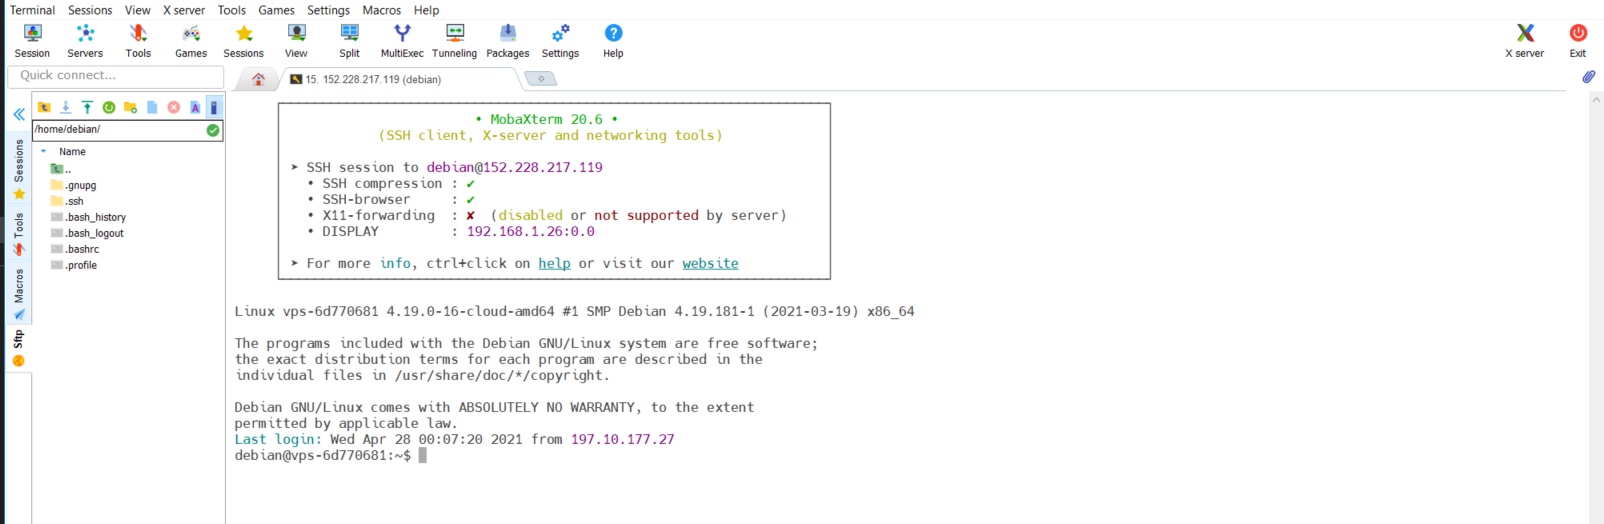 Terminal Sessions View X server Tools Games Settings Macros Help
Session Servers Tools Games Sessions View Split MultiExec Tunneling Packages Settings Help X server Exit
Quick connect...
15. 152.228.217.119 (debian)
/home/debian/
Name
..
.gnupg
.ssh
.bash_history
.bash_logout
.bashrc
.profile
Sessions
Tools
Macros
Sftp
• MobaXterm 20.6 •
(SSH client, X-server and networking tools)
➤ SSH session to debian@152.228.217.119
• SSH compression : ✔
• SSH-browser : ✔
• X11-forwarding : ✘ (disabled or not supported by server)
• DISPLAY : 192.168.1.26:0.0
➤ For more info, ctrl+click on help or visit our website
Linux vps-6d770681 4.19.0-16-cloud-amd64 #1 SMP Debian 4.19.181-1 (2021-03-19) x86_64
The programs included with the Debian GNU/Linux system are free software;
the exact distribution terms for each program are described in the
individual files in /usr/share/doc/*/copyright.
Debian GNU/Linux comes with ABSOLUTELY NO WARRANTY, to the extent
permitted by applicable law.
Last login: Wed Apr 28 00:07:20 2021 from 197.10.177.27
debian@vps-6d770681:~$